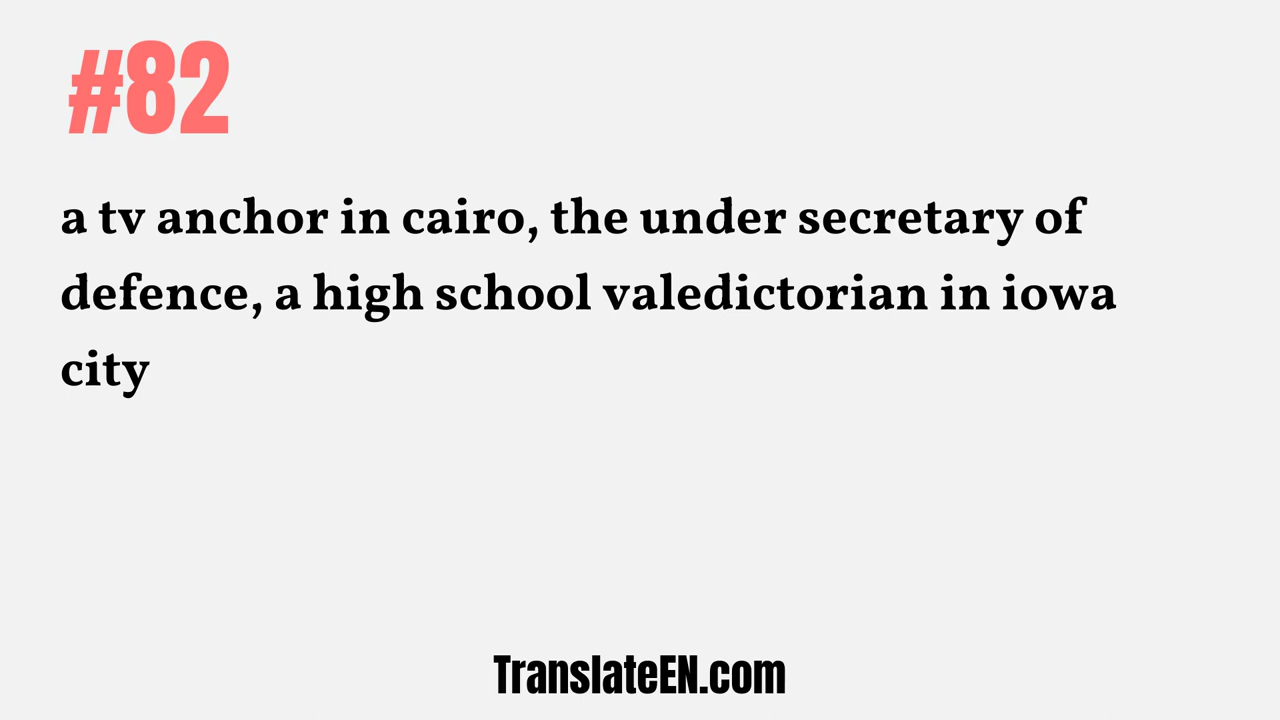 #82
a tv anchor in cairo, the under secretary of
defence, a high school valedictorian in iowa
city
TranslateEN.com